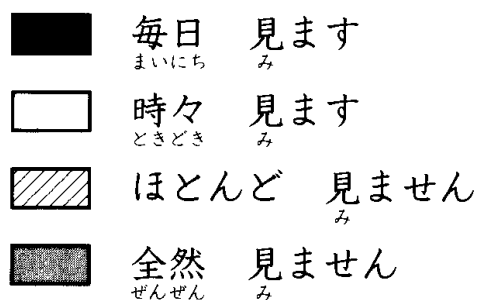 毎日 見ます
まいにち み
時々 見ます
ときどき み
ほとんど 見ません
み
全然 見ません
ぜんぜん み